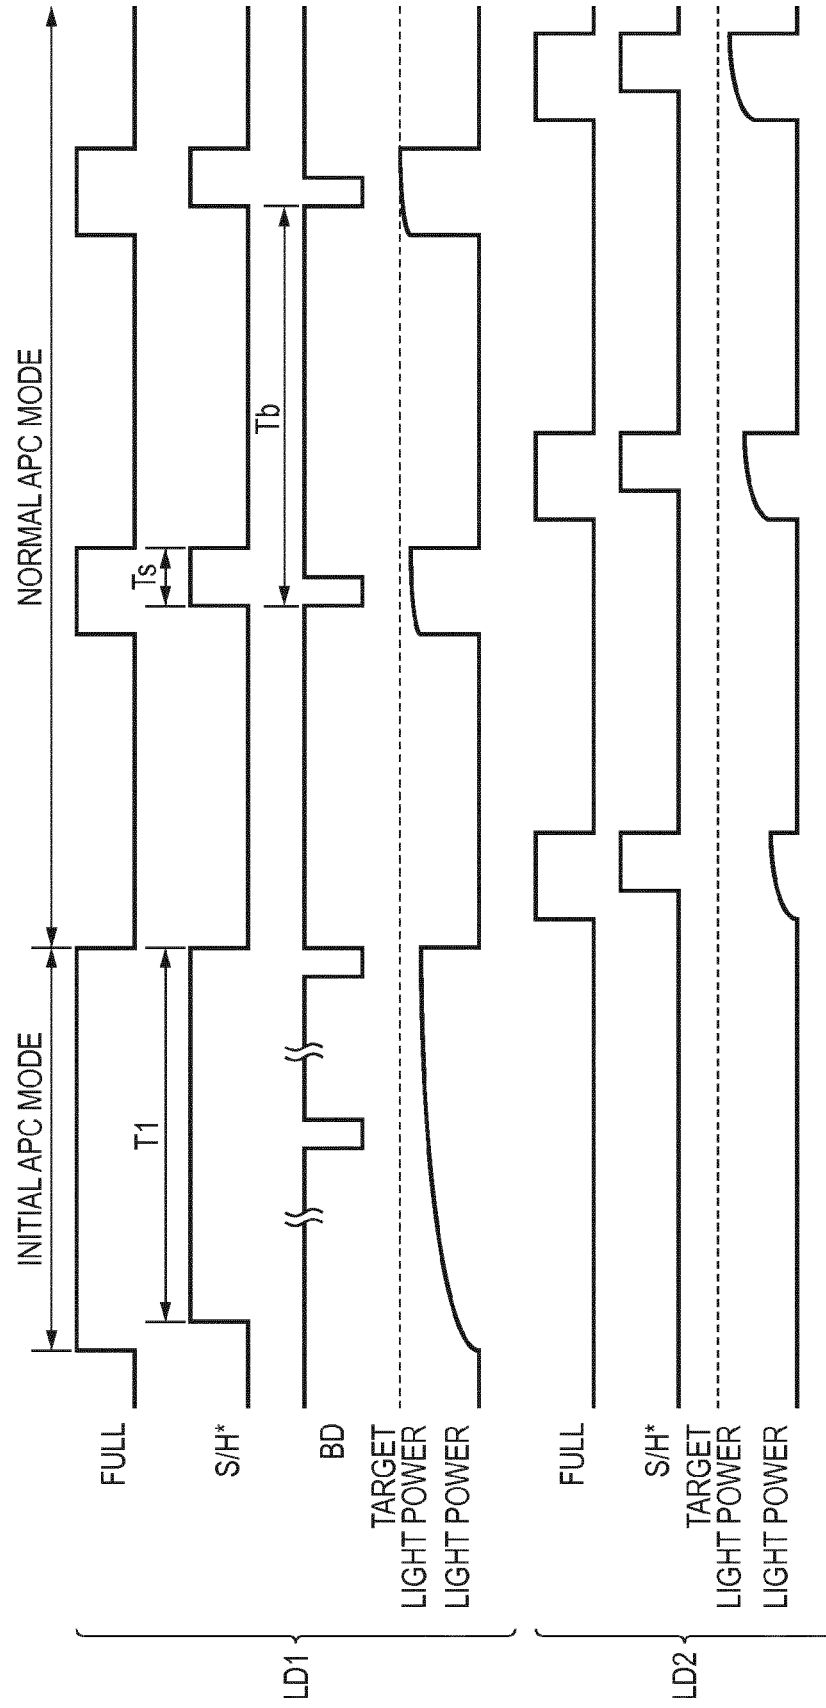 INITIAL APC MODE
NORMAL APC MODE
LD1
FULL
S/H*
T1
Ts
BD
Tb
TARGET
LIGHT POWER
LIGHT POWER
LD2
FULL
S/H*
TARGET
LIGHT POWER
LIGHT POWER